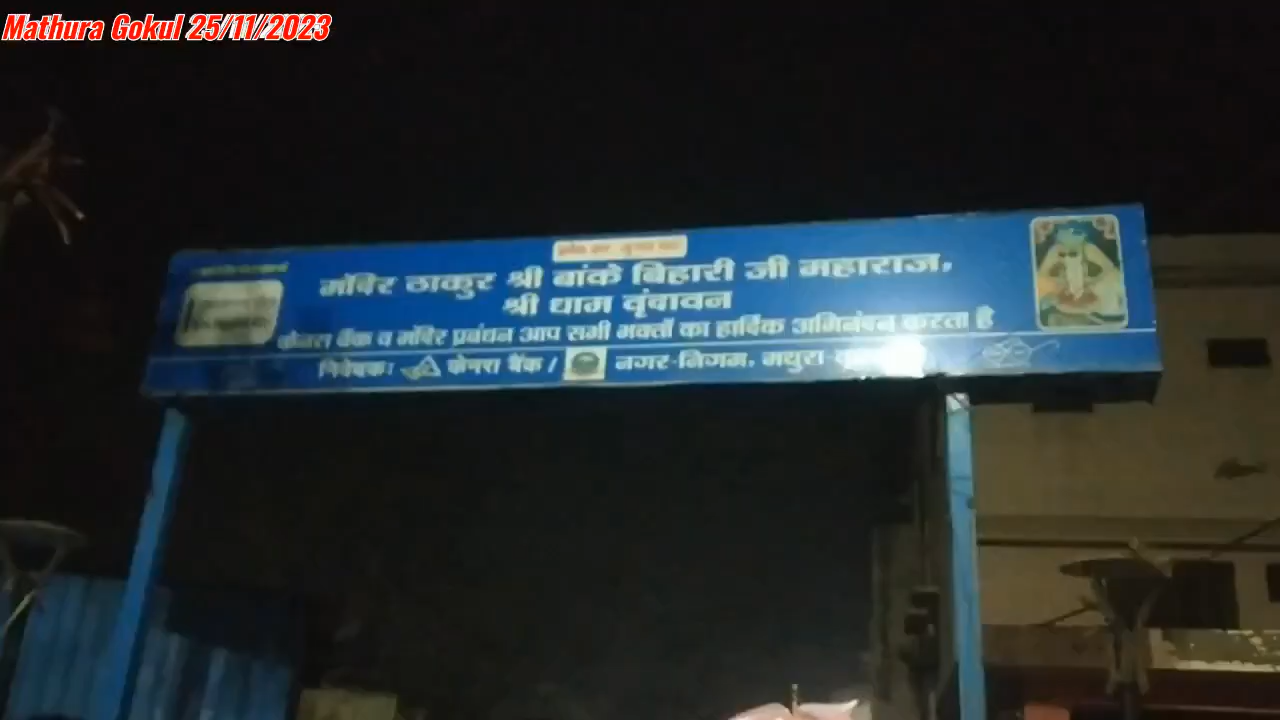 Mathura Gokul 25/11/2023
मंदिर ठाकुर श्री बांके बिहारी जी महाराज,
श्री धाम वृंदावन
केनरा बैंक व मंदिर प्रबंधन आप सभी भक्तों का हार्दिक अभिनंदन करता है
निवेदक: केनरा बैंक / नगर-निगम, मथुरा